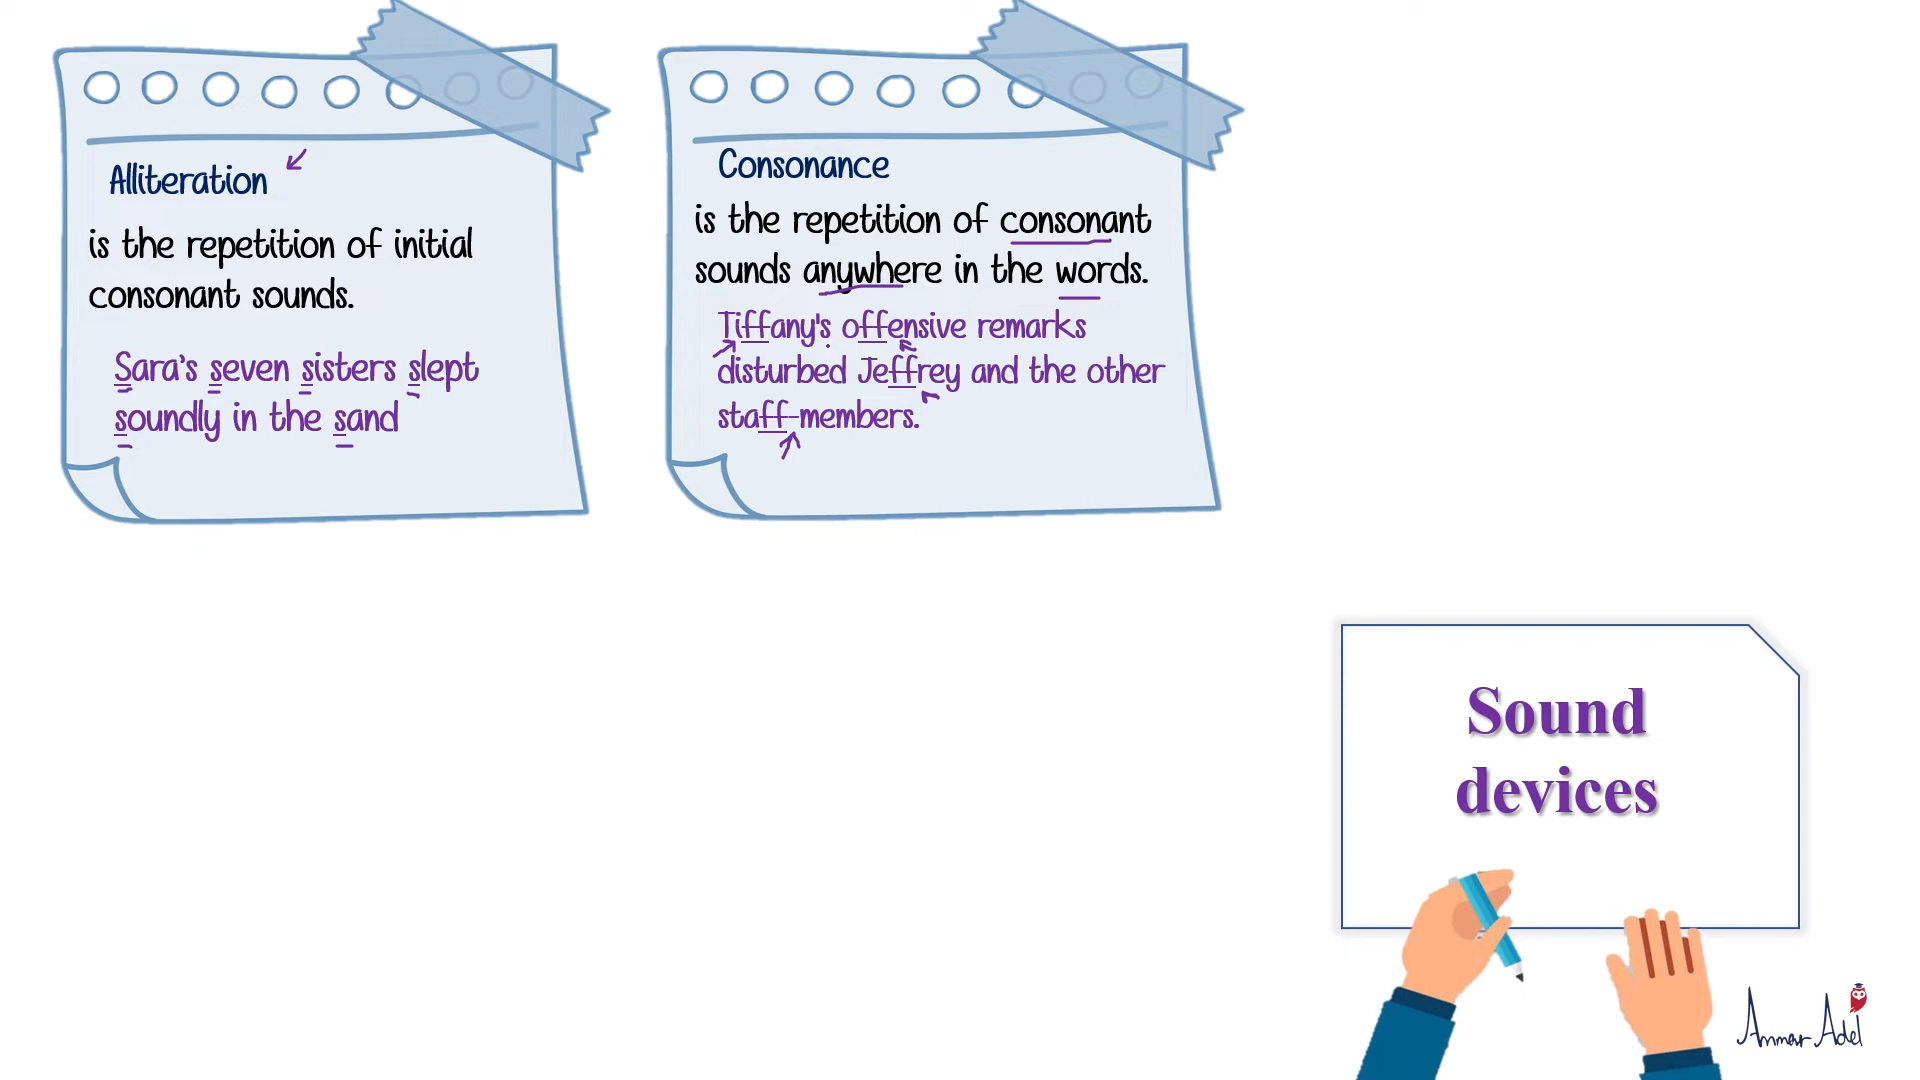 Alliteration
is the repetition of initial
consonant sounds.
Sara's seven sisters slept
soundly in the sand
Consonance
is the repetition of consonant
sounds anywhere in the words.
Tiffany's offensive remarks
disturbed Jeffrey and the other
staff-members.
Sound
devices
Ammar Adel